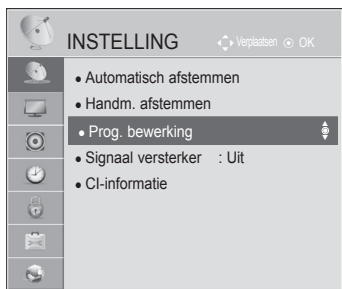 INSTELLING
Verplaatsen OK
• Automatisch afstemmen
• Handm. afstemmen
• Prog. bewerking
• Signaal versterker : Uit
• CI-informatie